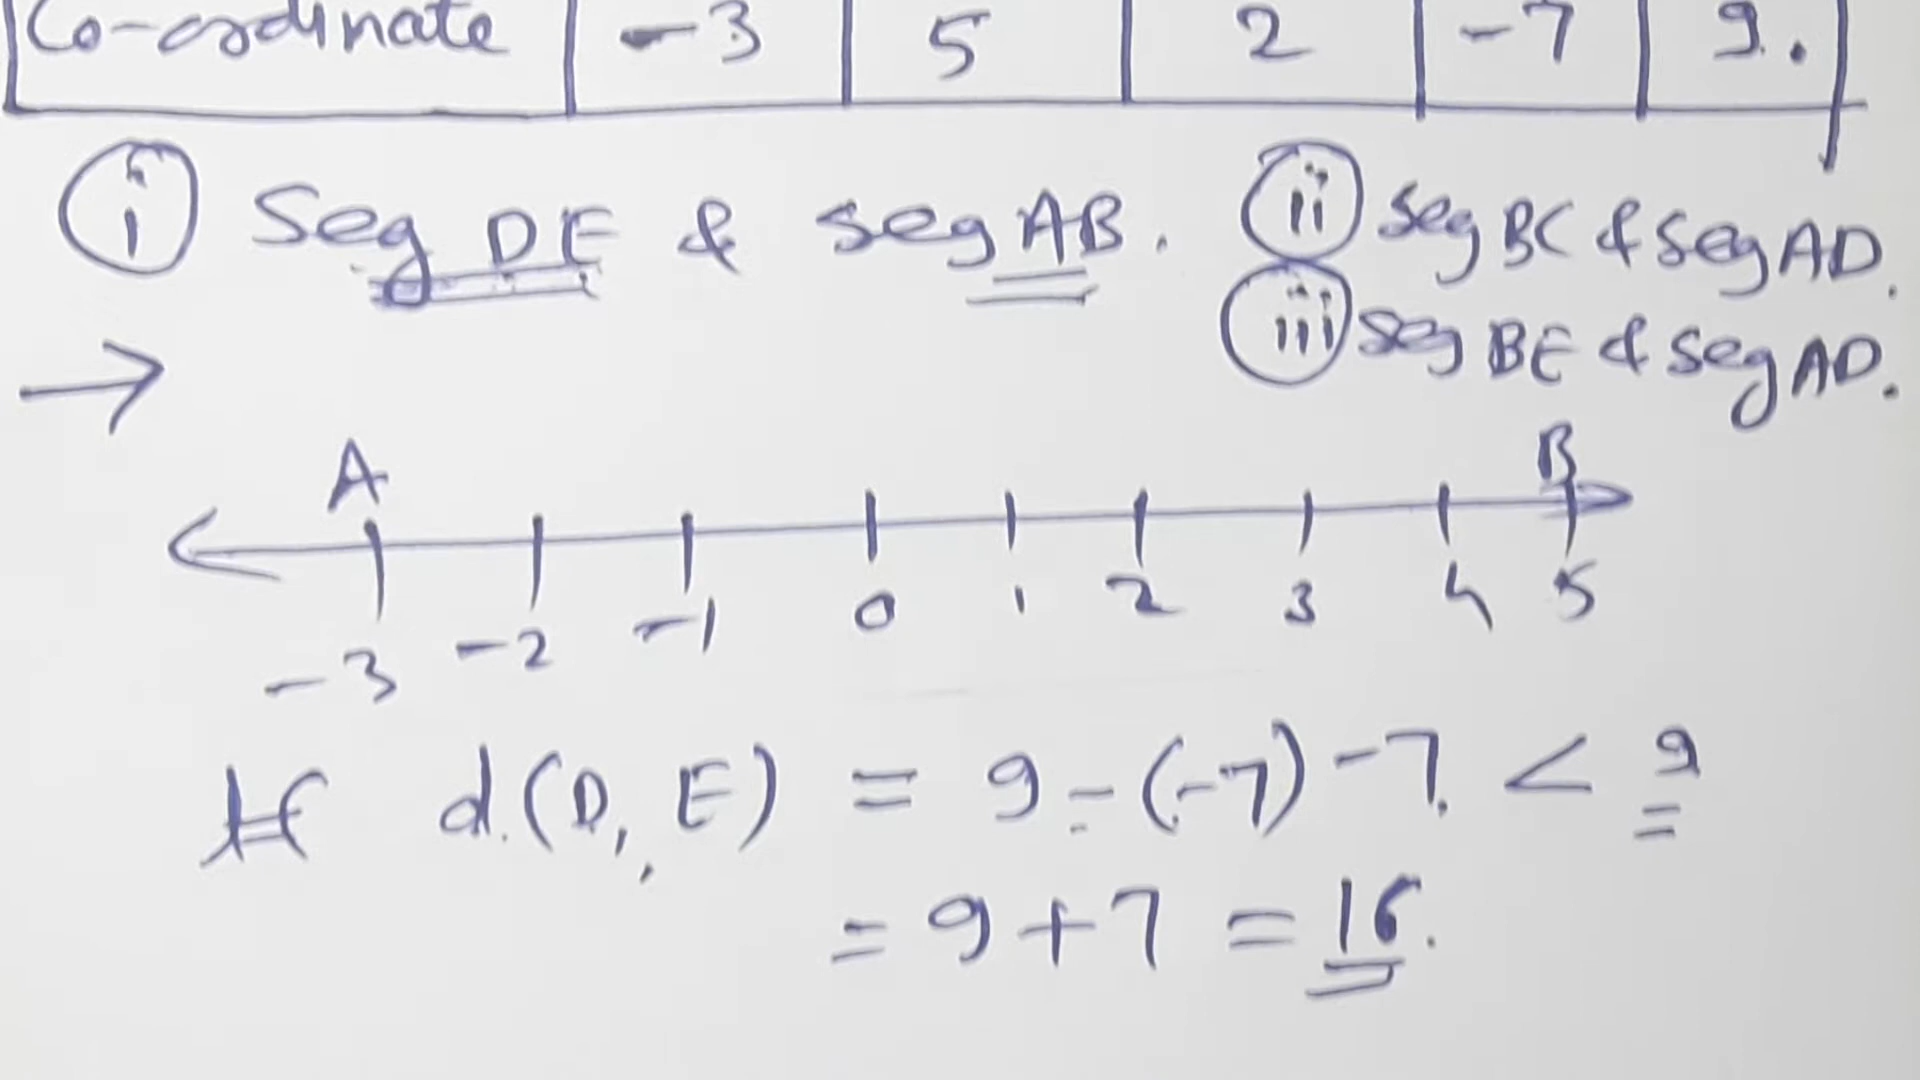 Co-ordinate -3 5 2 -7 9.
i Seg DE & seg AB.
ii seg BC & seg AD.
iii seg BE & seg AD.
A B
-3 -2 -1 0 1 2 3 4 5
If d(D, E) = 9 - (-7) -7 < 9
= 9 + 7 = 16.